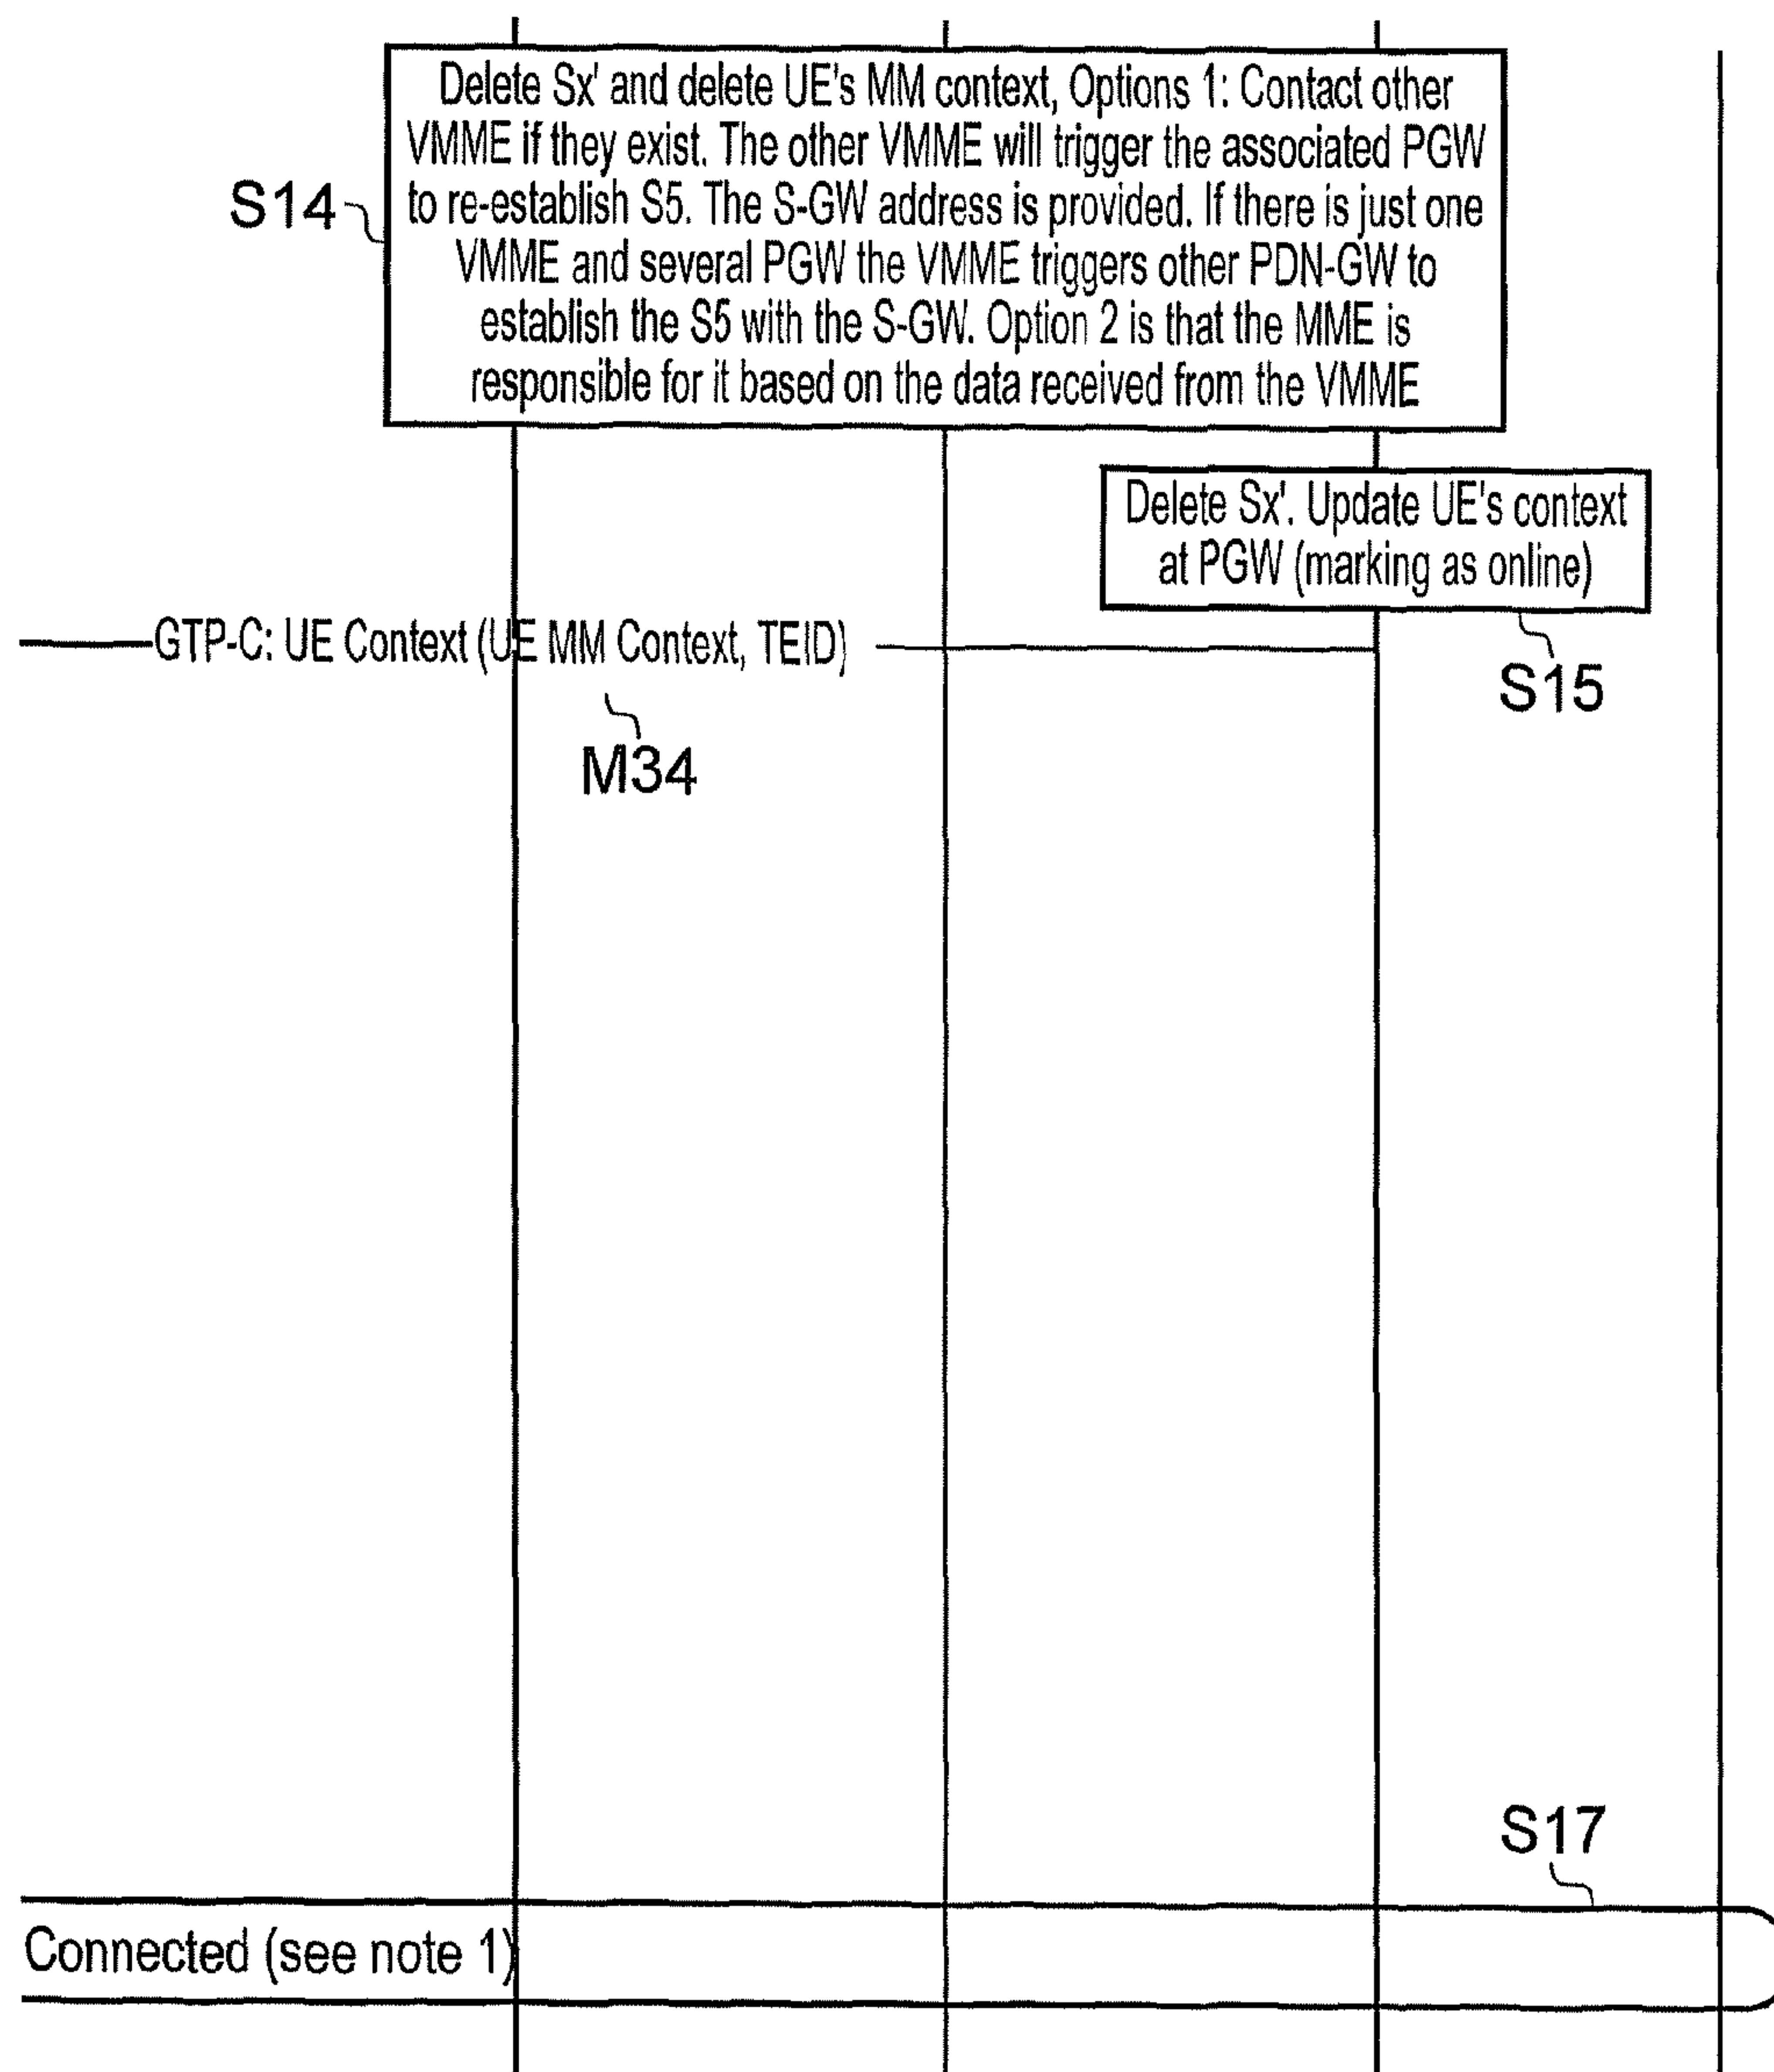 Delete Sx' and delete UE's MM context, Options 1: Contact other
VMME if they exist. The other VMME will trigger the associated PGW
to re-establish S5. The S-GW address is provided. If there is just one
VMME and several PGW the VMME triggers other PDN-GW to
establish the S5 with the S-GW. Option 2 is that the MME is
responsible for it based on the data received from the VMME
S14
Delete Sx'. Update UE's context
at PGW (marking as online)
GTP-C: UE Context (UE MM Context, TEID)
S15
M34
S17
Connected (see note 1)